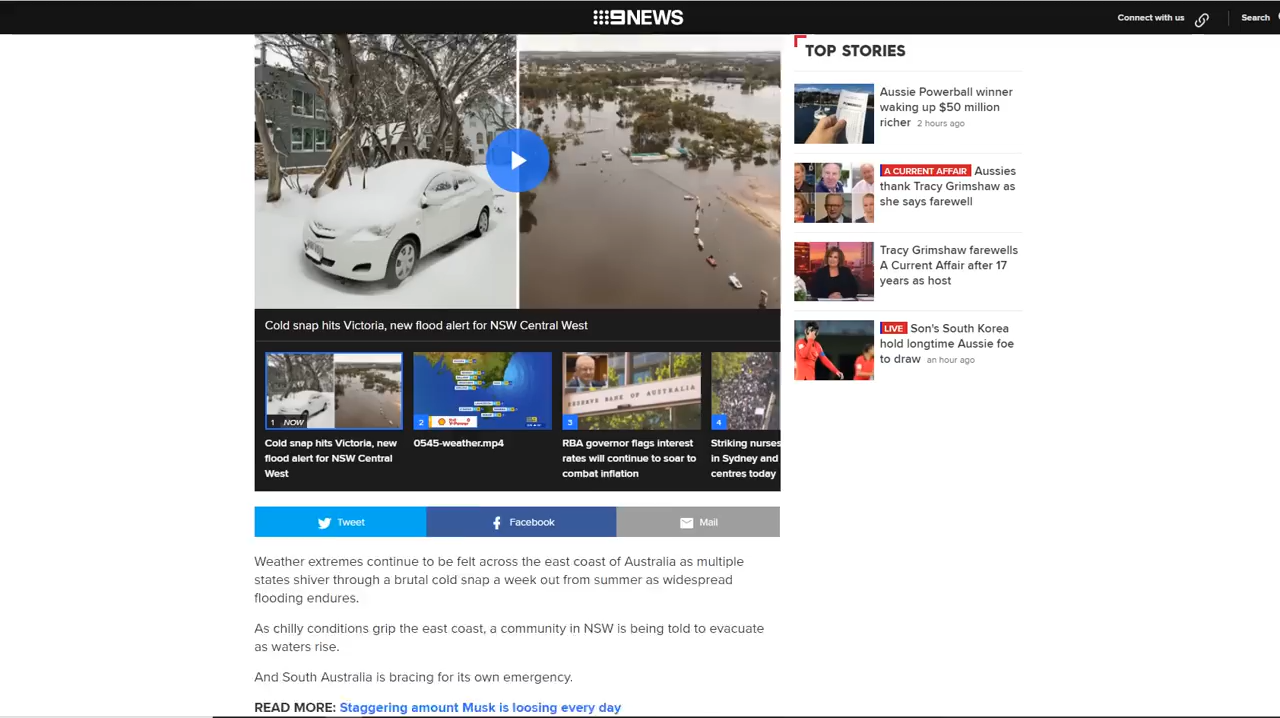 9NEWS
Connect with us
Search
TOP STORIES
Aussie Powerball winner
waking up $50 million
richer 2 hours ago
A CURRENT AFFAIR Aussies
thank Tracy Grimshaw as
she says farewell
Tracy Grimshaw farewells
A Current Affair after 17
years as host
LIVE Son's South Korea
hold longtime Aussie foe
to draw an hour ago
Cold snap hits Victoria, new flood alert for NSW Central West
1 NOW
2
RESERVE BANK OF AUSTRALIA
3
4
Cold snap hits Victoria, new
flood alert for NSW Central
West
0545-weather.mp4
RBA governor flags interest
rates will continue to soar to
combat inflation
Striking nurses
in Sydney and
centres today
Tweet
Facebook
Mail
Weather extremes continue to be felt across the east coast of Australia as multiple
states shiver through a brutal cold snap a week out from summer as widespread
flooding endures.
As chilly conditions grip the east coast, a community in NSW is being told to evacuate
as waters rise.
And South Australia is bracing for its own emergency.
READ MORE: Staggering amount Musk is loosing every day